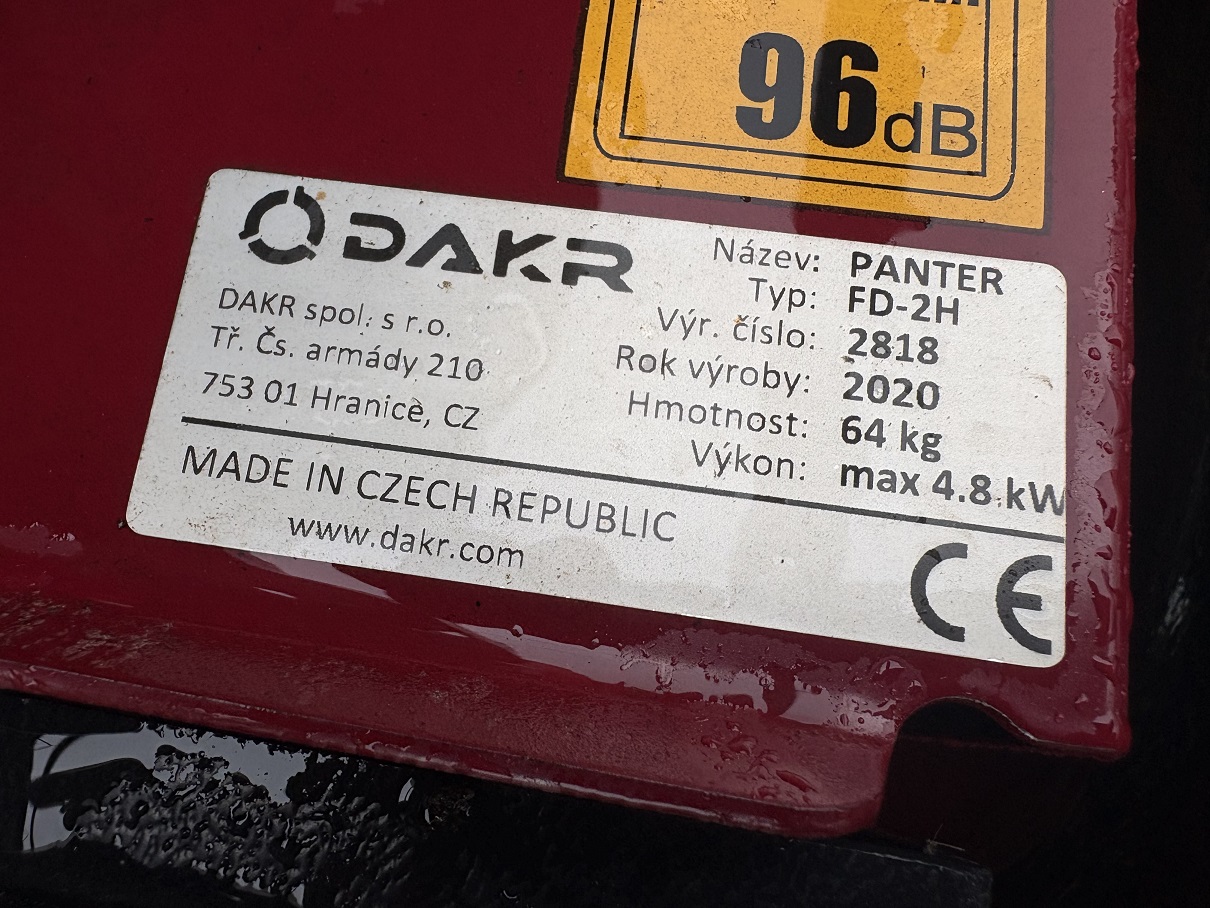 96 dB
DAKR
DAKR spol. s r.o.
Tř. Čs. armády 210
753 01 Hranice, CZ
Název: PANTER
Typ: FD-2H
Výr. číslo: 2818
Rok výroby: 2020
Hmotnost: 64 kg
Výkon: max 4.8 kW
MADE IN CZECH REPUBLIC
www.dakr.com
CE